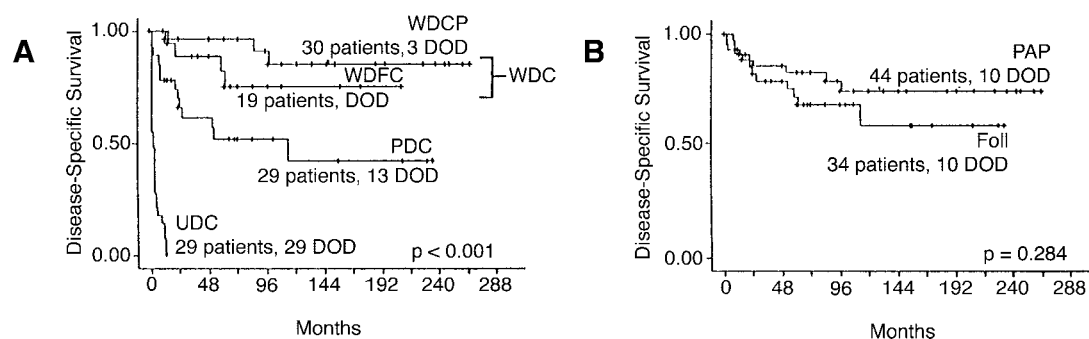 A
Disease-Specific Survival
1.00
0.50
0.00
WDCP
30 patients, 3 DOD
WDFC
19 patients, DOD
WDC
PDC
29 patients, 13 DOD
UDC
29 patients, 29 DOD
p < 0.001
0 48 96 144 192 240 288
Months
B
Disease-Specific Survival
1.00
0.50
0.00
PAP
44 patients, 10 DOD
Foll
34 patients, 10 DOD
p = 0.284
0 48 96 144 192 240 288
Months